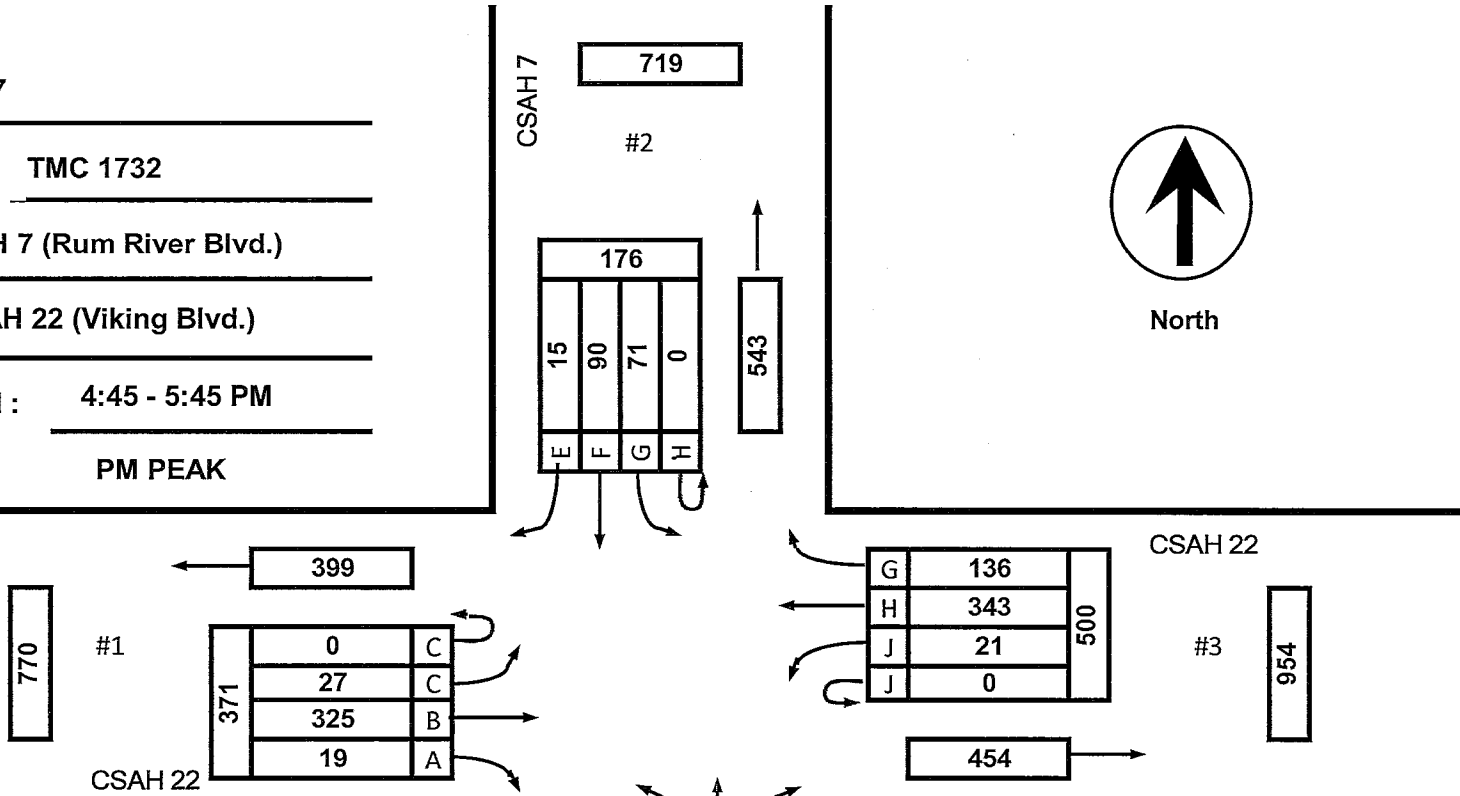 TMC 1732
7 (Rum River Blvd.)
22 (Viking Blvd.)
: 4:45 - 5:45 PM
PM PEAK
CSAH 7
719
#2
176
15 90 71 0
E F G H
543
North
CSAH 22
399
770
#1
371
0 C
27 C
325 B
19 A
CSAH 22
G 136
H 343
J 21
J 0
500
#3
954
454